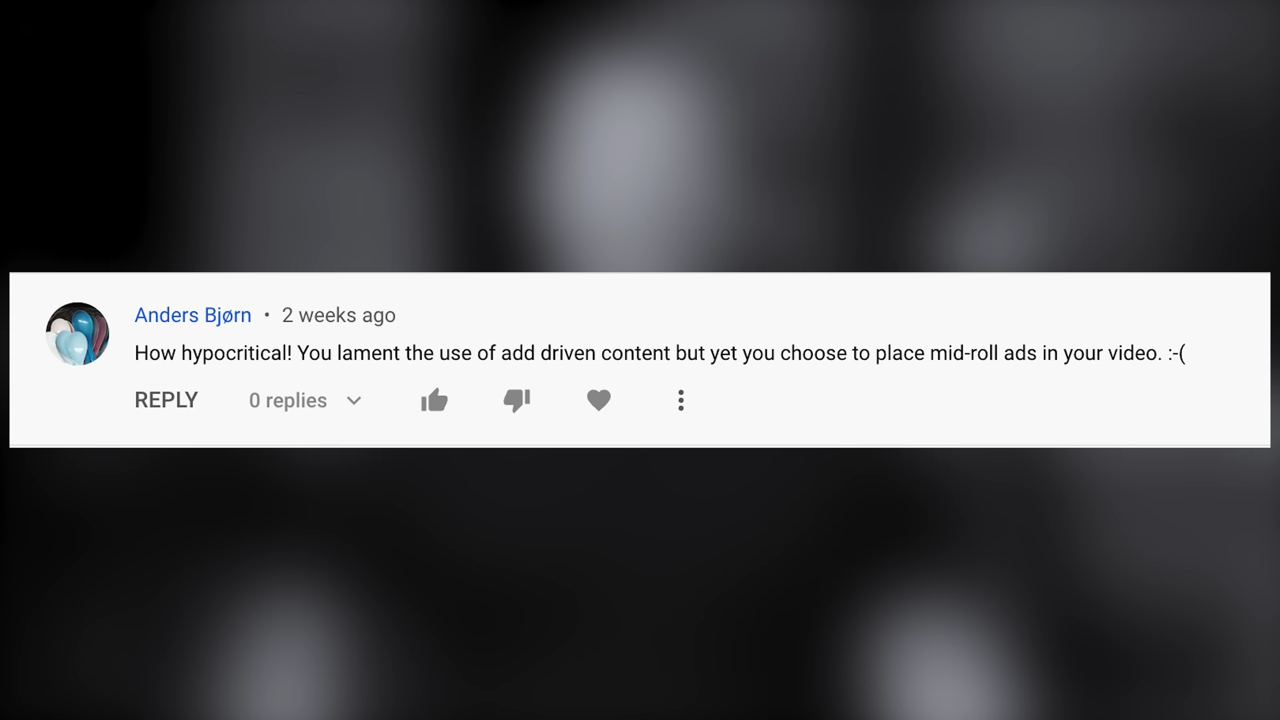 Anders Bjørn • 2 weeks ago
How hypocritical! You lament the use of add driven content but yet you choose to place mid-roll ads in your video. :-(
REPLY 0 replies